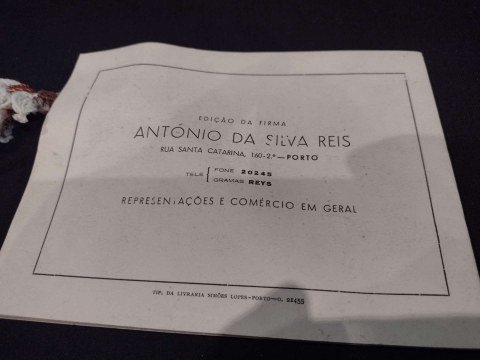 EDIÇÃO DA FIRMA
ANTÓNIO DA SILVA REIS
RUA SANTA CATARINA, 160-2.º — PORTO
TELE { FONE 20245
GRAMAS REYS
REPRESENTAÇÕES E COMÉRCIO EM GERAL
TIP. DA LIVRARIA SIMÕES LOPES-PORTO—O. 22455